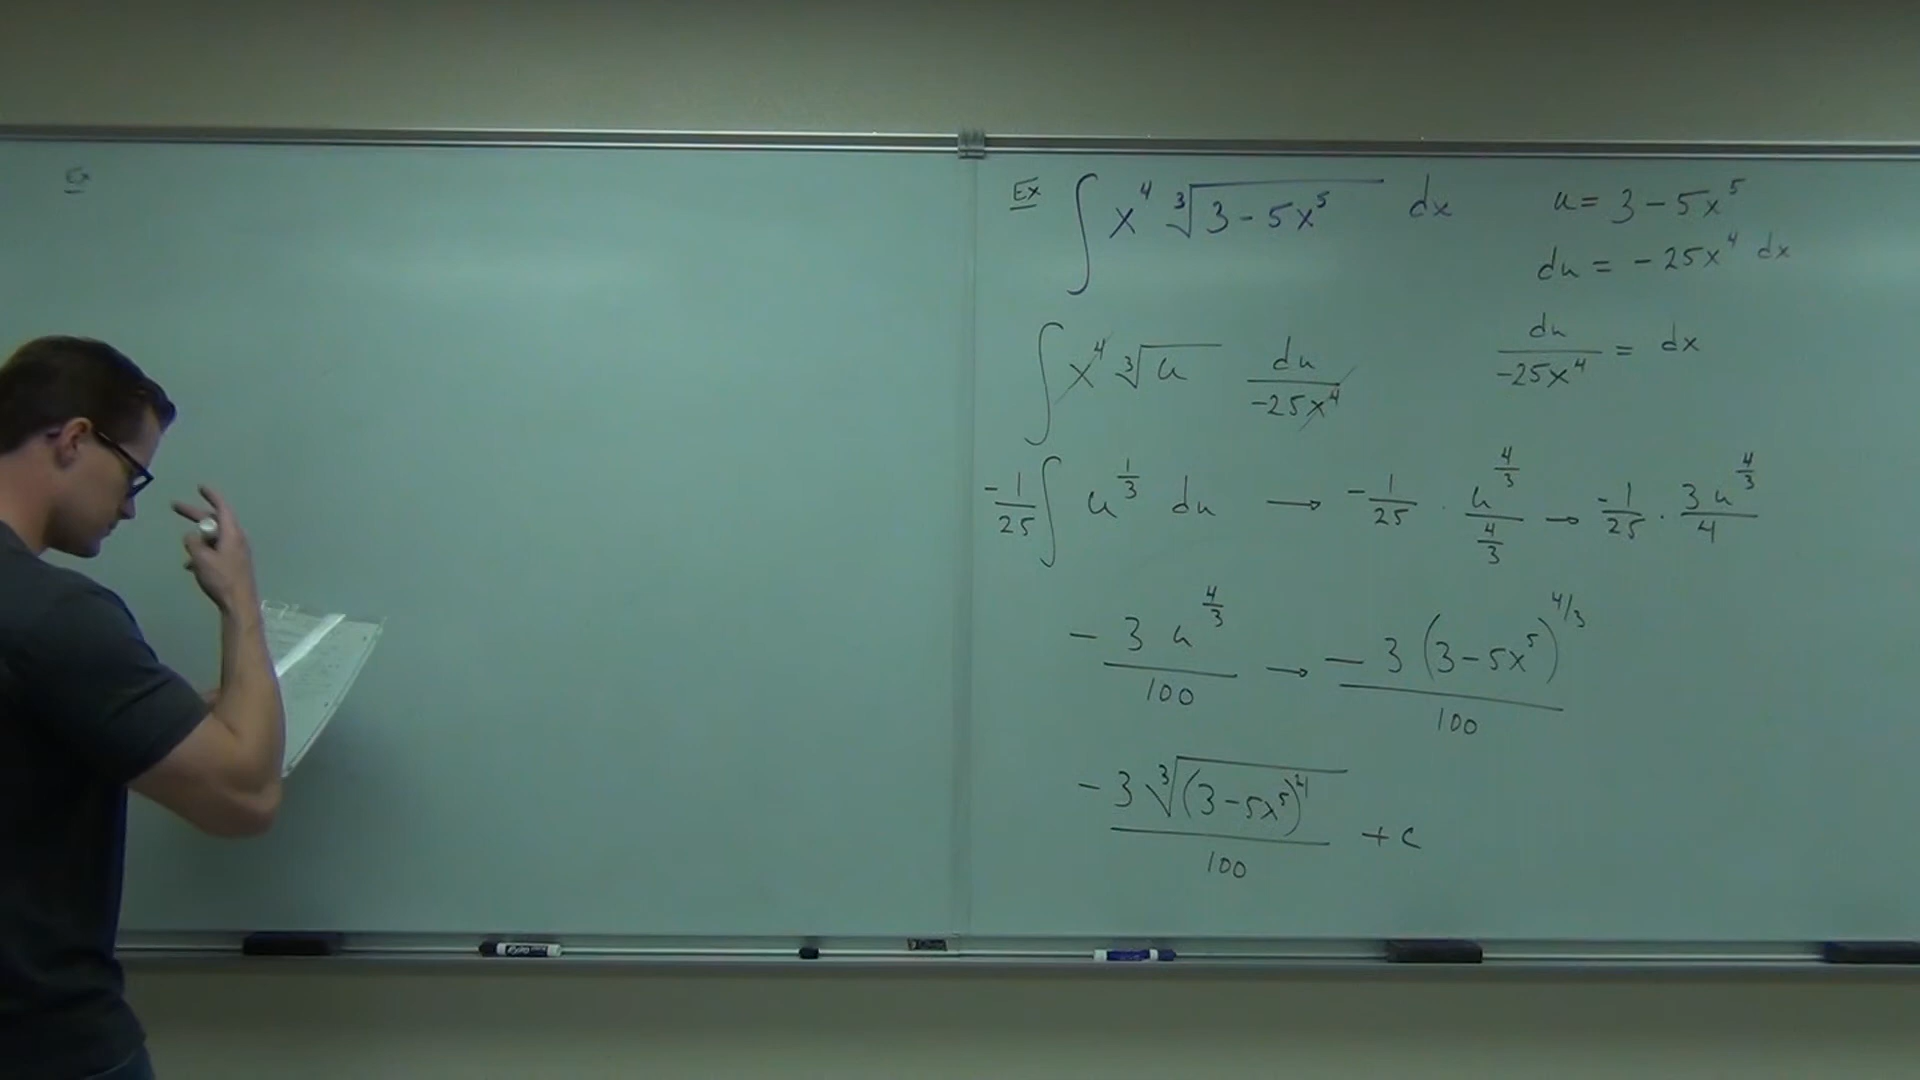 Ex
Ex ∫ x⁴ ∛(3 - 5x⁵) dx
u = 3 - 5x⁵
du = -25x⁴ dx
∫ x⁴ ∛u du/(-25x⁴)
du/(-25x⁴) = dx
-1/25 ∫ u^(1/3) du → -1/25 · u^(4/3)/(4/3) → -1/25 · 3u^(4/3)/4
-3u^(4/3)/100 → -3(3-5x⁵)^(4/3)/100
-3∛((3-5x⁵)⁴)/100 + C
EXPO